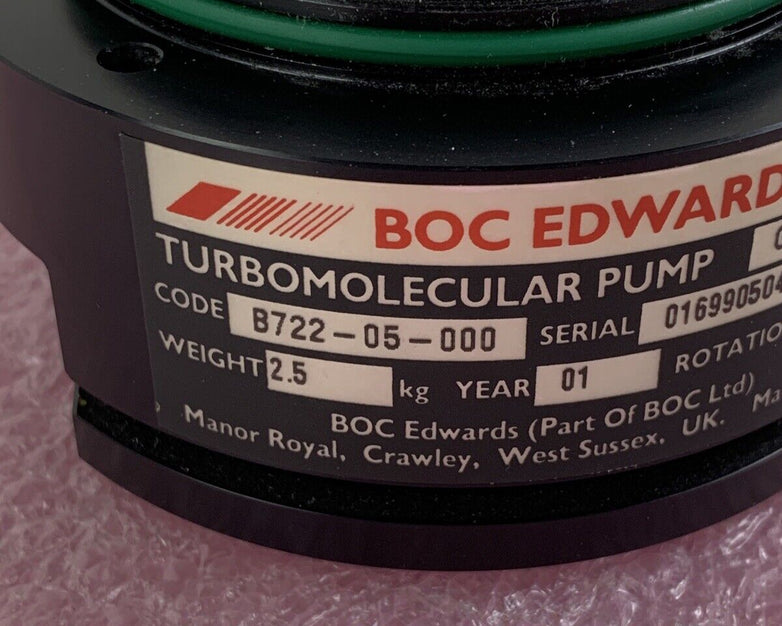 BOC EDWARD
TURBOMOLECULAR PUMP
CODE B722-05-000 SERIAL 01699050
WEIGHT 2.5 kg YEAR 01 ROTATIO
BOC Edwards (Part Of BOC Ltd)
Manor Royal, Crawley, West Sussex, UK. Ma